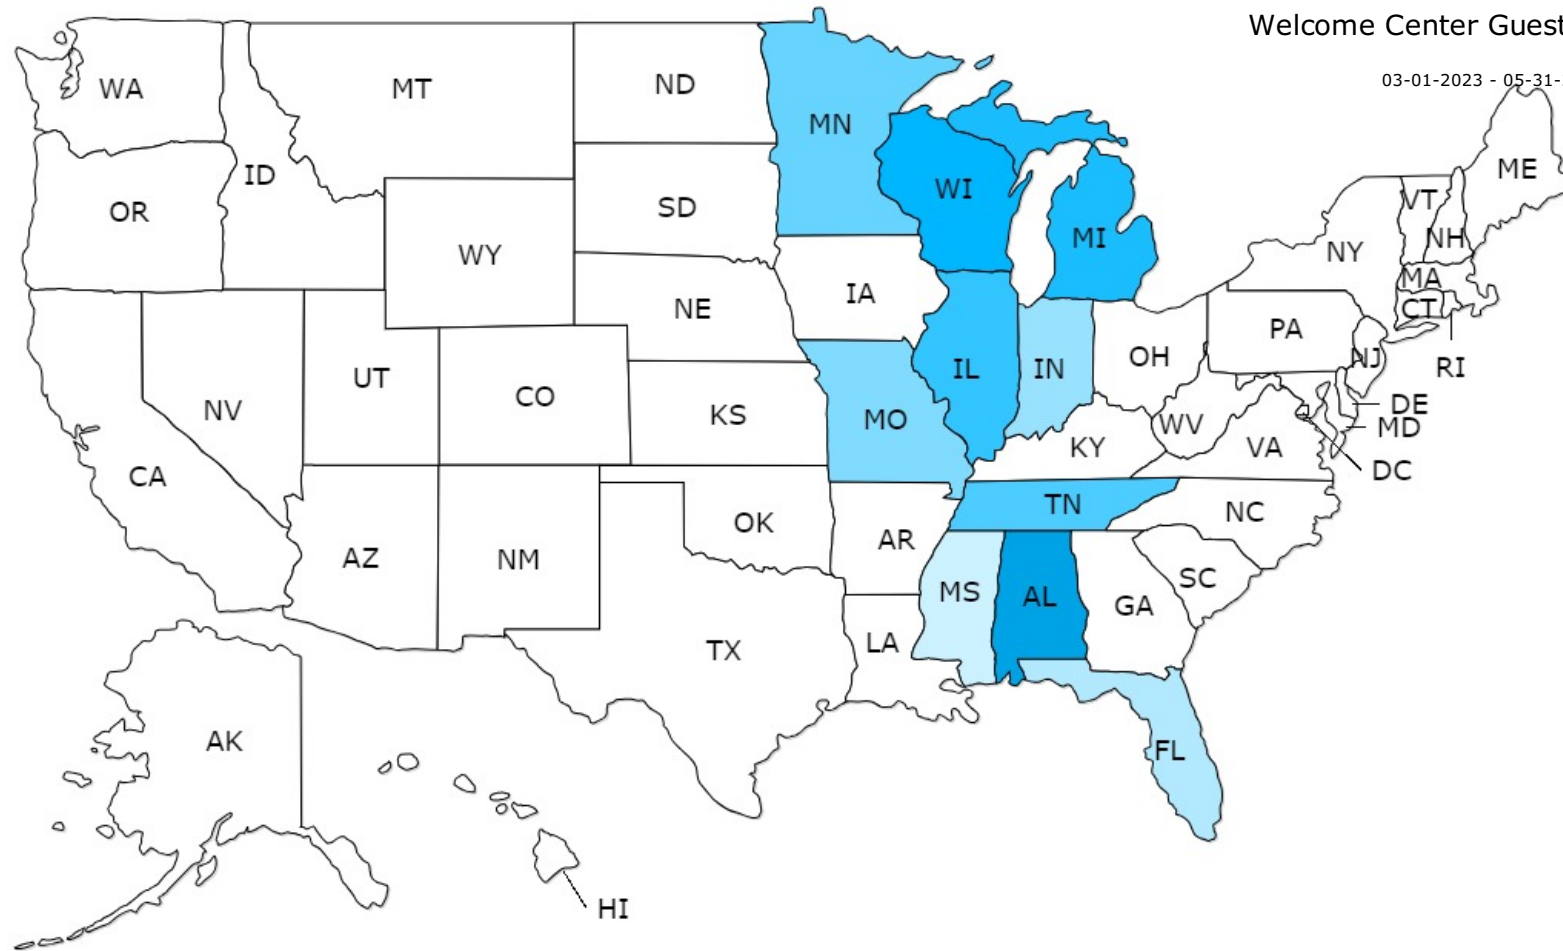 Welcome Center Guest
03-01-2023 - 05-31-
WA
MT
ND
MN
ME
OR
ID
SD
WI
MI
VT
NH
NY
WY
MA
CT
IA
NE
PA
OH
NJ
RI
UT
CO
IL
IN
NV
KS
MO
DE
MD
WV
VA
KY
DC
CA
TN
NC
OK
AR
AZ
NM
SC
MS
AL
GA
LA
TX
FL
AK
HI